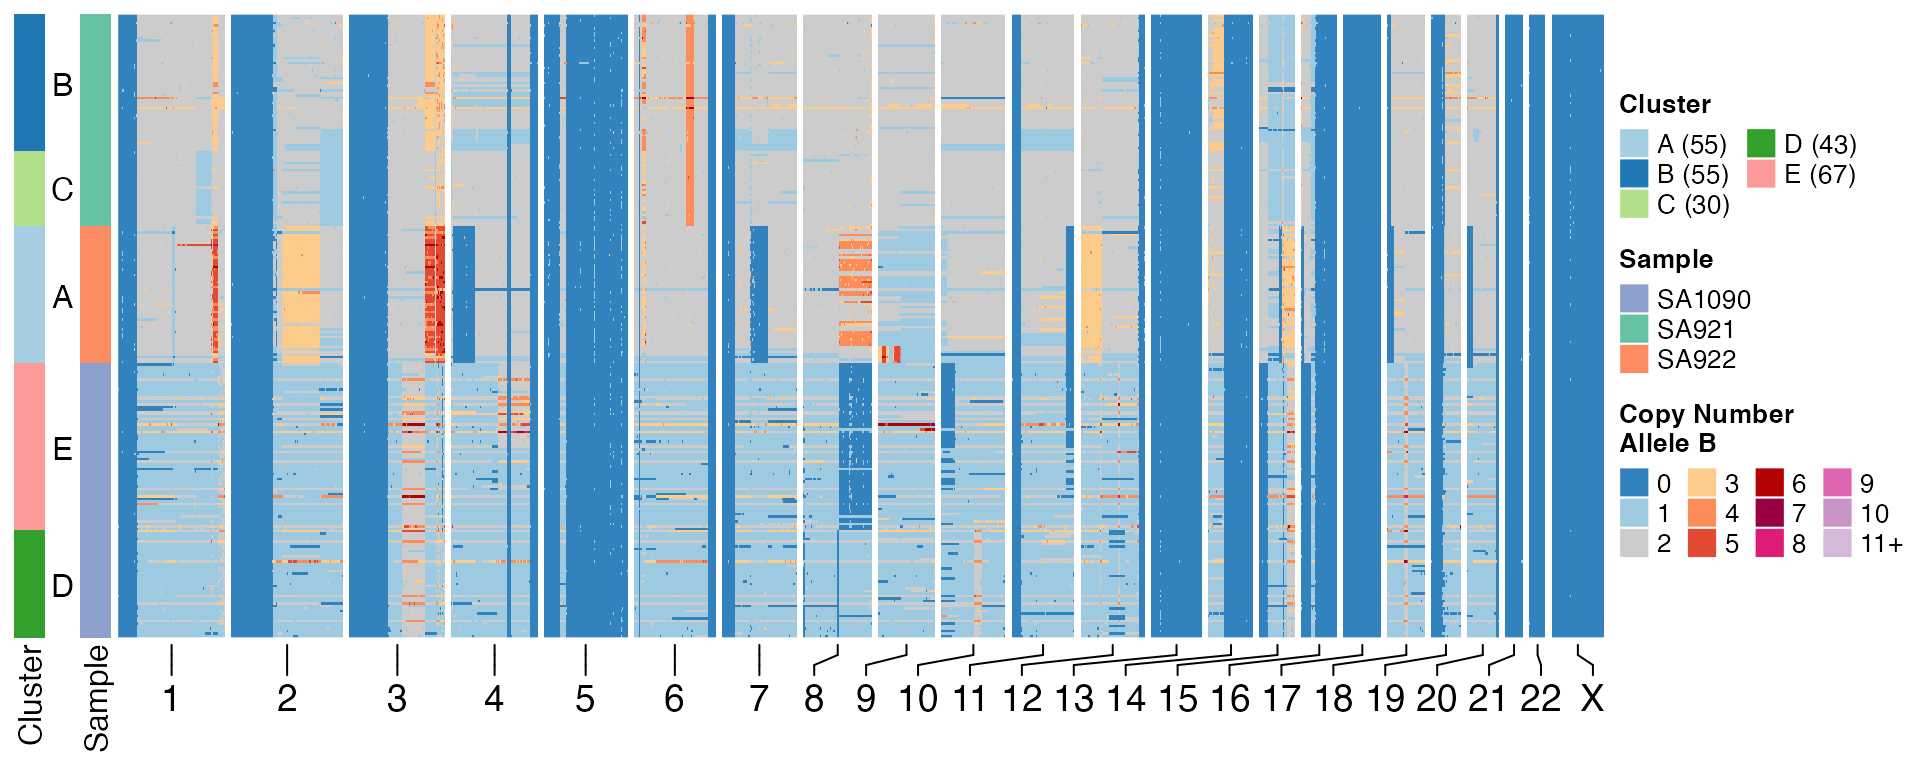 B
C
A
E
D
Cluster
Sample
1 2 3 4 5 6 7 8 9 10 11 12 13 14 15 16 17 18 19 20 21 22 X
Cluster
A (55) D (43)
B (55) E (67)
C (30)
Sample
SA1090
SA921
SA922
Copy Number
Allele B
0 3 6 9
1 4 7 10
2 5 8 11+